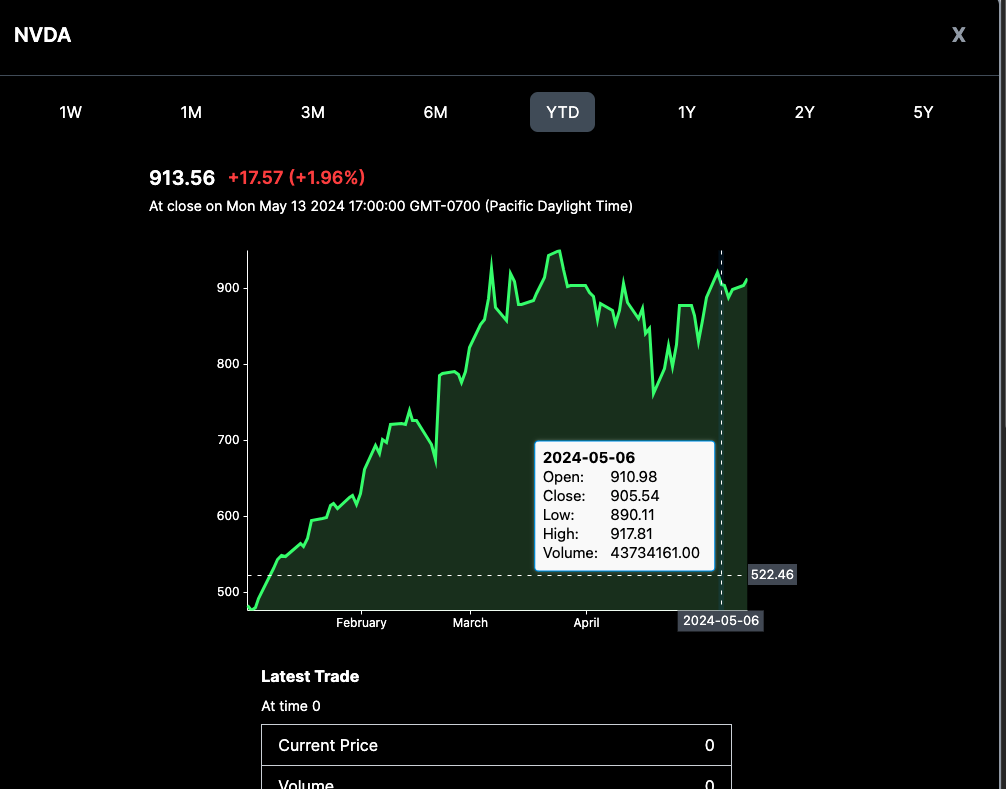 NVDA X
1W 1M 3M 6M YTD 1Y 2Y 5Y
913.56 +17.57 (+1.96%)
At close on Mon May 13 2024 17:00:00 GMT-0700 (Pacific Daylight Time)
900
800
700
600
500
2024-05-06
Open: 910.98
Close: 905.54
Low: 890.11
High: 917.81
Volume: 43734161.00
522.46
February March April 2024-05-06
Latest Trade
At time 0
Current Price 0
Volume 0